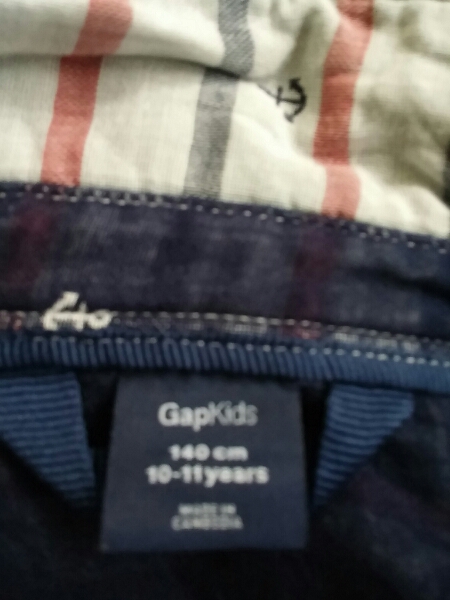 GapKids
140 cm
10-11 years
MADE IN
CAMBODIA